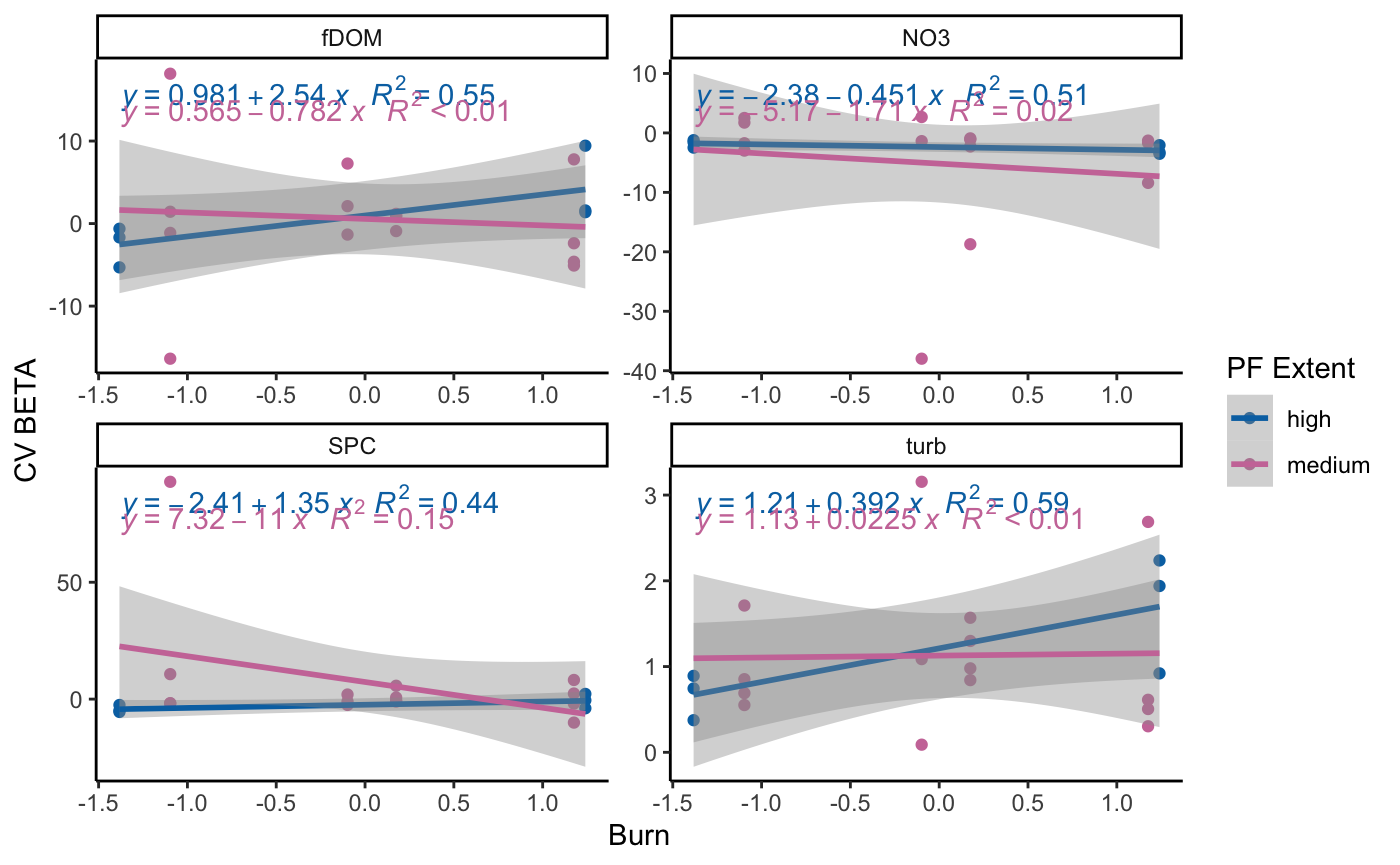 fDOM
y = 0.981 + 2.54 x R² = 0.55
y = 0.565 − 0.782 x R² < 0.01
10
0
-10
-1.5 -1.0 -0.5 0.0 0.5 1.0
NO3
y = − 2.38 − 0.451 x R² = 0.51
y = − 5.17 − 1.71 x R² = 0.02
10
0
-10
-20
-30
-40
-1.5 -1.0 -0.5 0.0 0.5 1.0
SPC
y = − 2.41 + 1.35 x R² = 0.44
y = 7.32 − 11 x R² = 0.15
50
0
-1.5 -1.0 -0.5 0.0 0.5 1.0
turb
y = 1.21 + 0.392 x R² = 0.59
y = 1.13 + 0.0225 x R² < 0.01
3
2
1
0
-1.5 -1.0 -0.5 0.0 0.5 1.0
CV BETA
Burn
PF Extent
high
medium